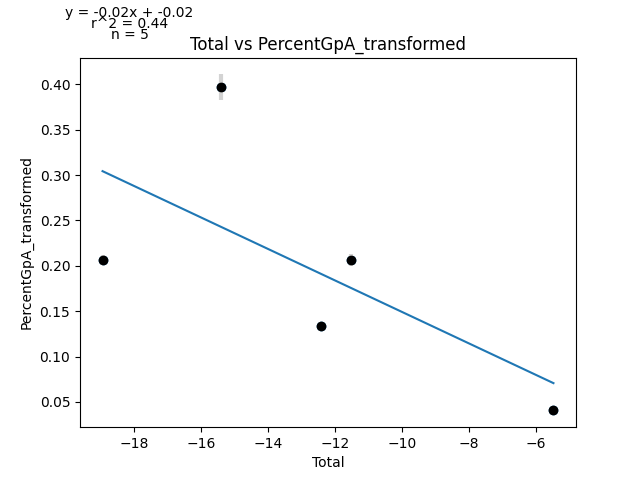 y = -0.02x + -0.02
r^2 = 0.44
n = 5
Total vs PercentGpA_transformed
PercentGpA_transformed
0.40
0.35
0.30
0.25
0.20
0.15
0.10
0.05
−18 −16 −14 −12 −10 −8 −6
Total